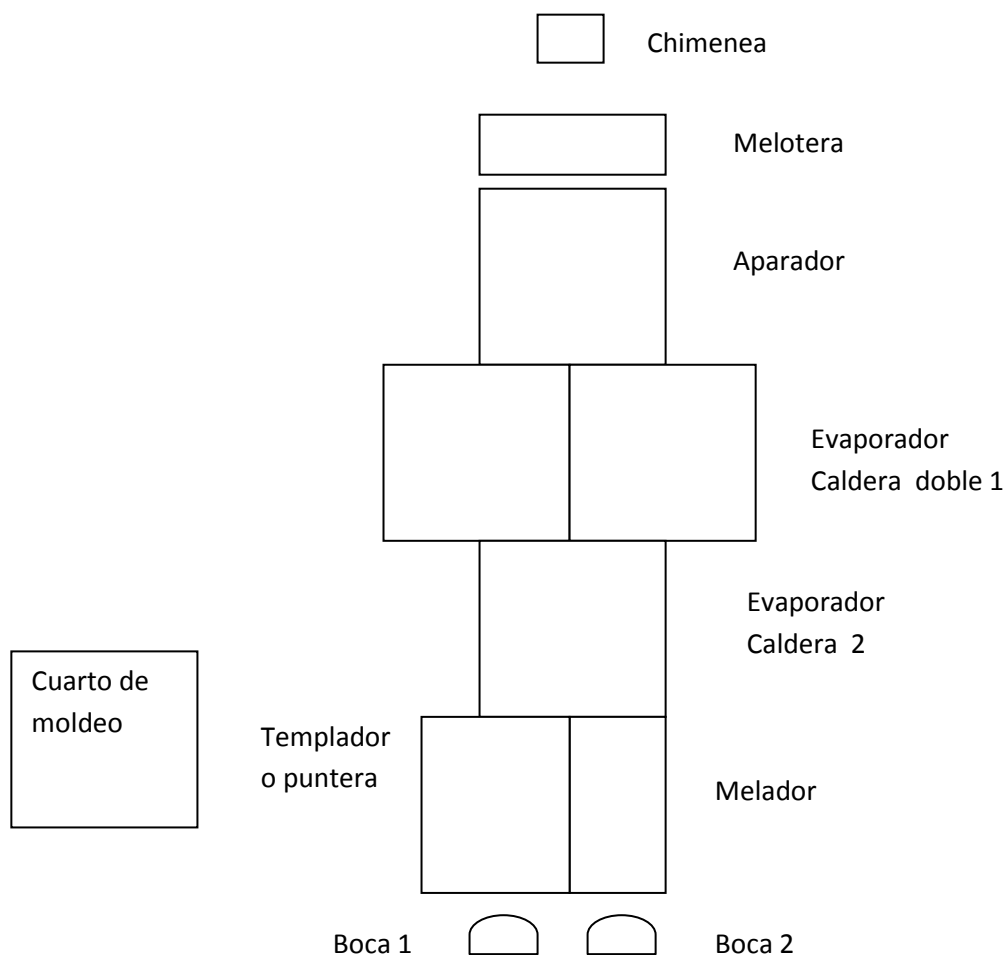 Chimenea
Melotera
Aparador
Evaporador
Caldera doble 1
Evaporador
Caldera 2
Cuarto de
moldeo
Templador
o puntera
Melador
Boca 1
Boca 2